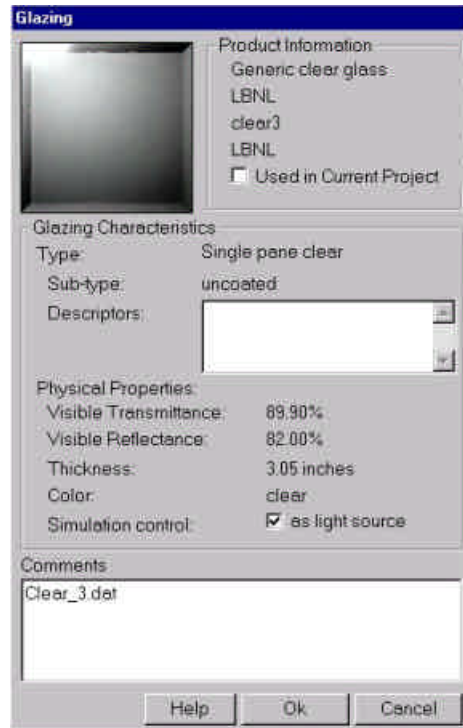 Glazing
Product Information
Generic clear glass
LBNL
clear3
LBNL
Used in Current Project
Glazing Characteristics
Type: Single pane clear
Sub-type: uncoated
Descriptors:
Physical Properties:
Visible Transmittance: 89.90%
Visible Reflectance: 82.00%
Thickness: 3.05 inches
Color: clear
Simulation control: as light source
Comments
Clear_3.dat
Help Ok Cancel